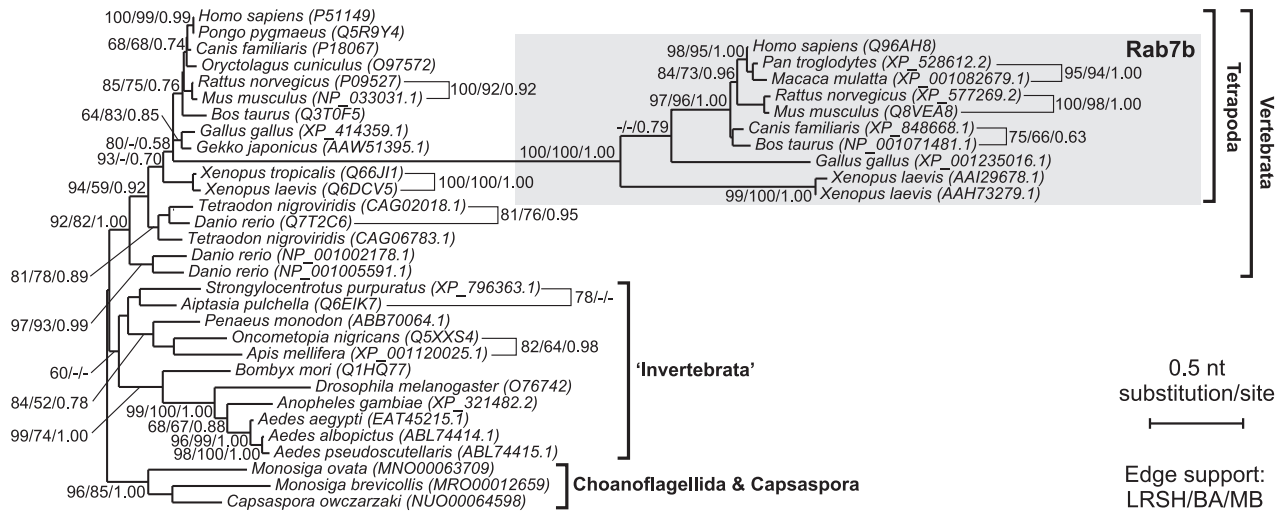 100/99/0.99
Homo sapiens (P51149)
Pongo pygmaeus (Q5R9Y4)
68/68/0.74
Canis familiaris (P18067)
Oryctolagus cuniculus (O97572)
85/75/0.76
Rattus norvegicus (P09527)
Mus musculus (NP_033031.1)
100/92/0.92
64/83/0.85
Bos taurus (Q3T0F5)
Gallus gallus (XP_414359.1)
80/-/0.58
Gekko japonicus (AAW51395.1)
93/-/0.70
100/100/1.00
94/59/0.92
Xenopus tropicalis (Q66JI1)
Xenopus laevis (Q6DCV5)
100/100/1.00
92/82/1.00
Tetraodon nigroviridis (CAG02018.1)
Danio rerio (Q7T2C6)
81/76/0.95
Tetraodon nigroviridis (CAG06783.1)
81/78/0.89
Danio rerio (NP_001002178.1)
Danio rerio (NP_001005591.1)
97/93/0.99
Rab7b
98/95/1.00
Homo sapiens (Q96AH8)
Pan troglodytes (XP_528612.2)
84/73/0.96
Macaca mulatta (XP_001082679.1)
95/94/1.00
97/96/1.00
Rattus norvegicus (XP_577269.2)
Mus musculus (Q8VEA8)
100/98/1.00
-/-/0.79
Canis familiaris (XP_848668.1)
Bos taurus (NP_001071481.1)
75/66/0.63
Gallus gallus (XP_001235016.1)
Xenopus laevis (AAI29678.1)
99/100/1.00
Xenopus laevis (AAH73279.1)
Tetrapoda
Vertebrata
Strongylocentrotus purpuratus (XP_796363.1)
Aiptasia pulchella (Q6EIK7)
78/-/-
Penaeus monodon (ABB70064.1)
Oncometopia nigricans (Q5XXS4)
Apis mellifera (XP_001120025.1)
82/64/0.98
60/-/-
Bombyx mori (Q1HQ77)
84/52/0.78
Drosophila melanogaster (O76742)
99/100/1.00
Anopheles gambiae (XP_321482.2)
68/67/0.88
Aedes aegypti (EAT45215.1)
99/74/1.00
96/99/1.00
Aedes albopictus (ABL74414.1)
98/100/1.00
Aedes pseudoscutellaris (ABL74415.1)
'Invertebrata'
Monosiga ovata (MNO00063709)
96/85/1.00
Monosiga brevicollis (MRO00012659)
Capsaspora owczarzaki (NUO00064598)
Choanoflagellida & Capsaspora
0.5 nt
substitution/site
Edge support:
LRSH/BA/MB